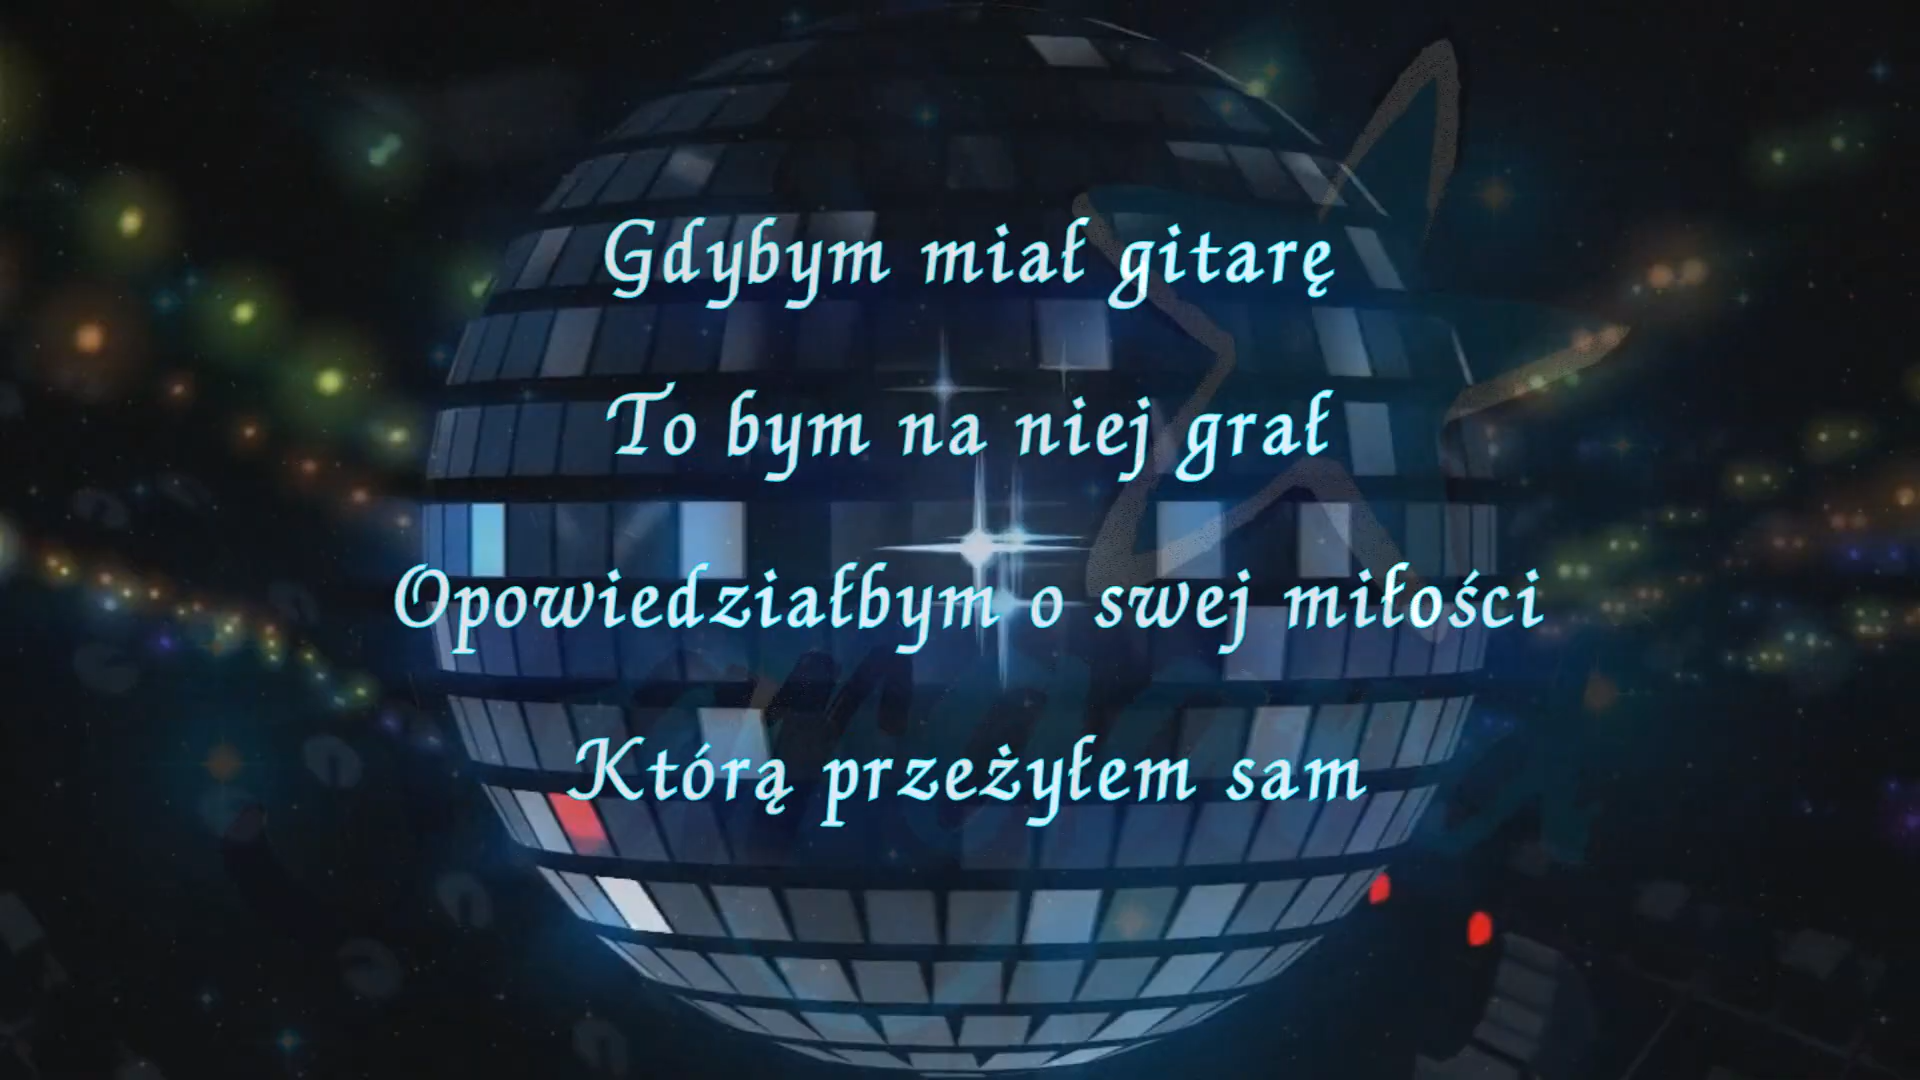 Gdybym miał gitarę
To bym na niej grał
Opowiedziałbym o swej miłości
Którą przeżyłem sam